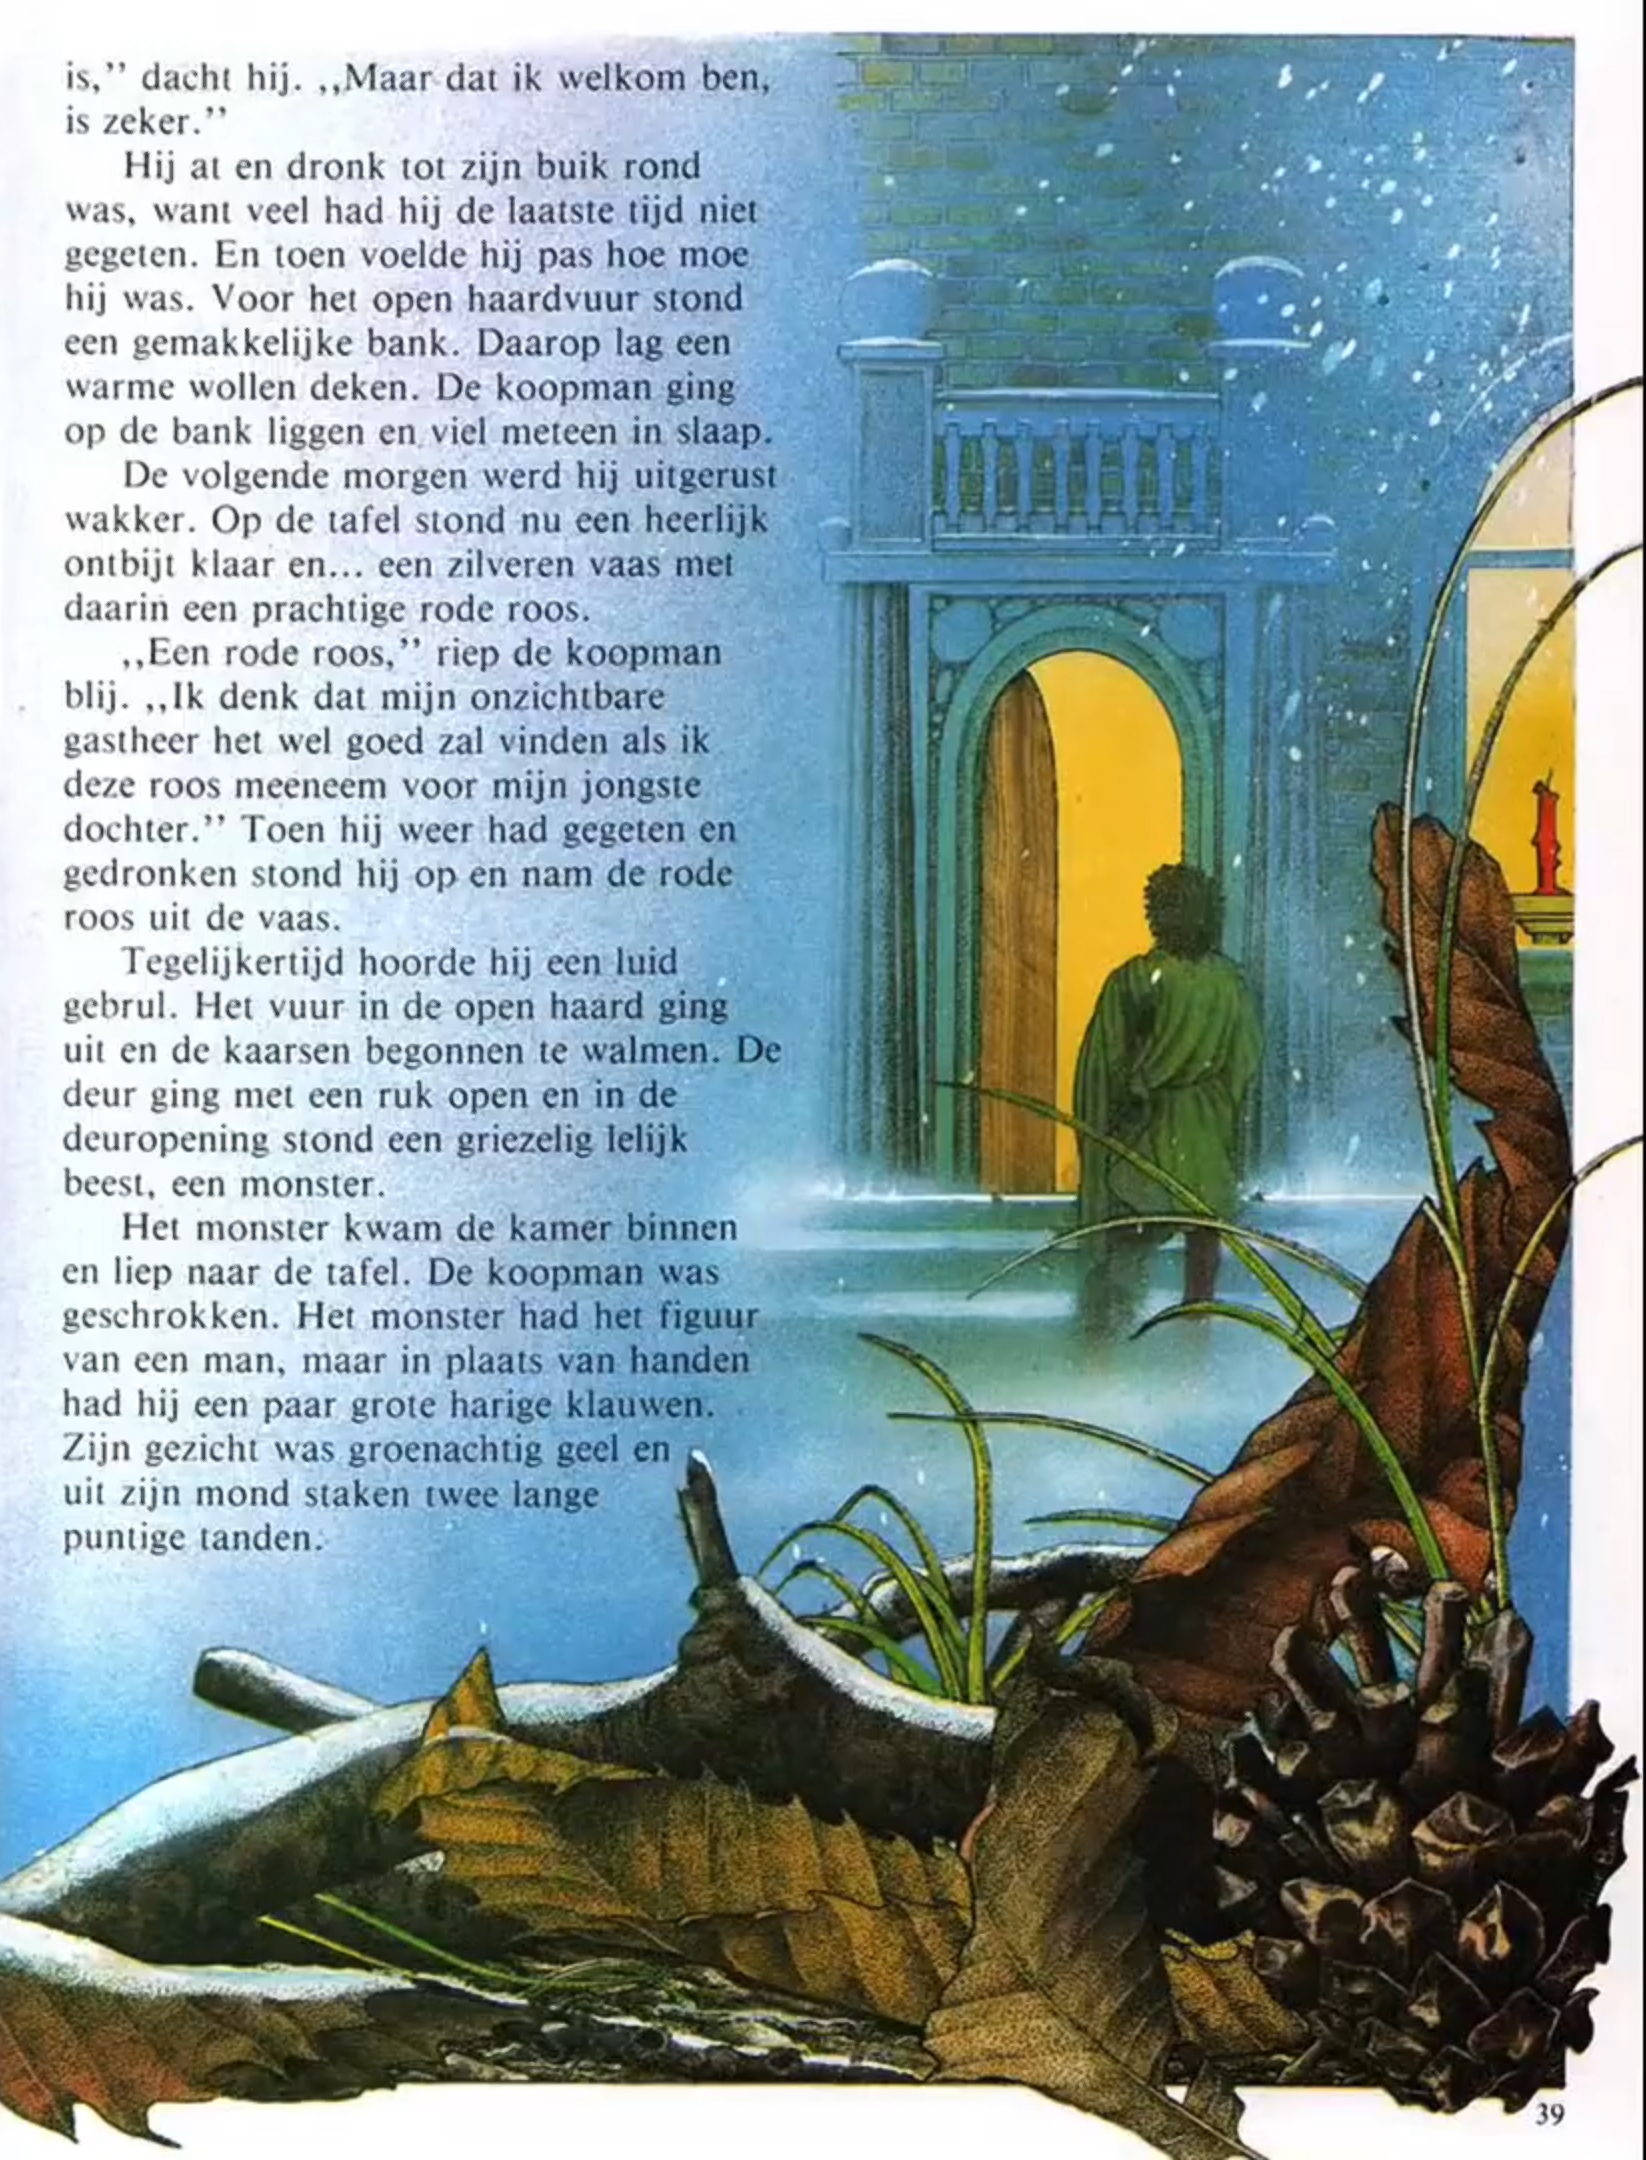 is,” dacht hij. ,,Maar dat ik welkom ben,
is zeker.”
Hij at en dronk tot zijn buik rond
was, want veel had hij de laatste tijd niet
gegeten. En toen voelde hij pas hoe moe
hij was. Voor het open haardvuur stond
een gemakkelijke bank. Daarop lag een
warme wollen deken. De koopman ging
op de bank liggen en viel meteen in slaap.
De volgende morgen werd hij uitgerust
wakker. Op de tafel stond nu een heerlijk
ontbijt klaar en... een zilveren vaas met
daarin een prachtige rode roos.
,,Een rode roos,” riep de koopman
blij. ,,Ik denk dat mijn onzichtbare
gastheer het wel goed zal vinden als ik
deze roos meeneem voor mijn jongste
dochter.” Toen hij weer had gegeten en
gedronken stond hij op en nam de rode
roos uit de vaas.
Tegelijkertijd hoorde hij een luid
gebrul. Het vuur in de open haard ging
uit en de kaarsen begonnen te walmen. De
deur ging met een ruk open en in de
deuropening stond een griezelig lelijk
beest, een monster.
Het monster kwam de kamer binnen
en liep naar de tafel. De koopman was
geschrokken. Het monster had het figuur
van een man, maar in plaats van handen
had hij een paar grote harige klauwen.
Zijn gezicht was groenachtig geel en
uit zijn mond staken twee lange
puntige tanden.
39